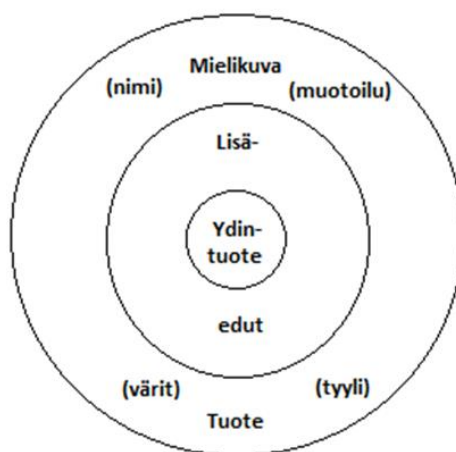 Mielikuva
(nimi) (muotoilu)
Lisä-
Ydin-
tuote
edut
(värit) (tyyli)
Tuote